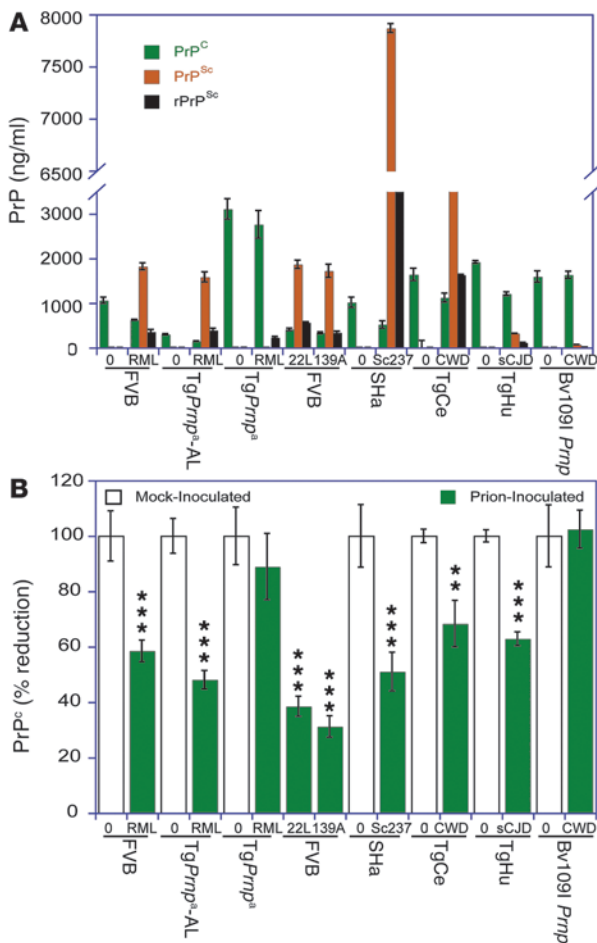 A
8000
7500
7000
6500
3000
2000
1000
0
PrP (ng/ml)
PrP^C
PrP^Sc
rPrP^Sc
0 RML 0 RML 0 RML 22L 139A 0 Sc237 0 CWD 0 sCJD 0 CWD
FVB
TgPrnp^a-AL
TgPrnp^a
FVB
SHa
TgCe
TgHu
Bv109I Prnp
B
120
100
80
60
40
20
0
PrP^c (% reduction)
Mock-Inoculated
Prion-Inoculated
*** *** *** *** *** ** ***
0 RML 0 RML 0 RML 22L 139A 0 Sc237 0 CWD 0 sCJD 0 CWD
FVB
TgPrnp^a-AL
TgPrnp^a
FVB
SHa
TgCe
TgHu
Bv109I Prnp